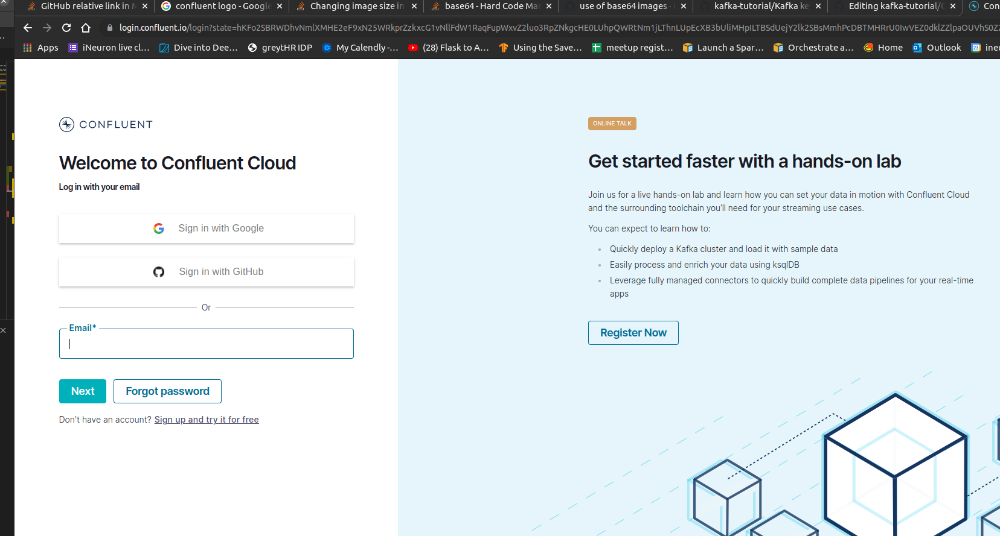 GitHub relative link in M
confluent logo - Google
Changing image size in
base64 - Hard Code Mar
use of base64 images ·
kafka-tutorial/Kafka ke
Editing kafka-tutorial/C
Con
login.confluent.io/login?state=
Apps
iNeuron live cl...
Dive into Dee...
greytHR IDP
My Calendly -...
(28) Flask to A...
Using the Save...
meetup regist...
Launch a Spar...
Orchestrate a...
Home
Outlook
ineu
CONFLUENT
Welcome to Confluent Cloud
Log in with your email
Sign in with Google
Sign in with GitHub
Or
Email*
Next
Forgot password
Don't have an account? Sign up and try it for free
ONLINE TALK
Get started faster with a hands-on lab
Join us for a live hands-on lab and learn how you can set your data in motion with Confluent Cloud
and the surrounding toolchain you'll need for your streaming use cases.
You can expect to learn how to:
• Quickly deploy a Kafka cluster and load it with sample data
• Easily process and enrich your data using ksqlDB
• Leverage fully managed connectors to quickly build complete data pipelines for your real-time
apps
Register Now